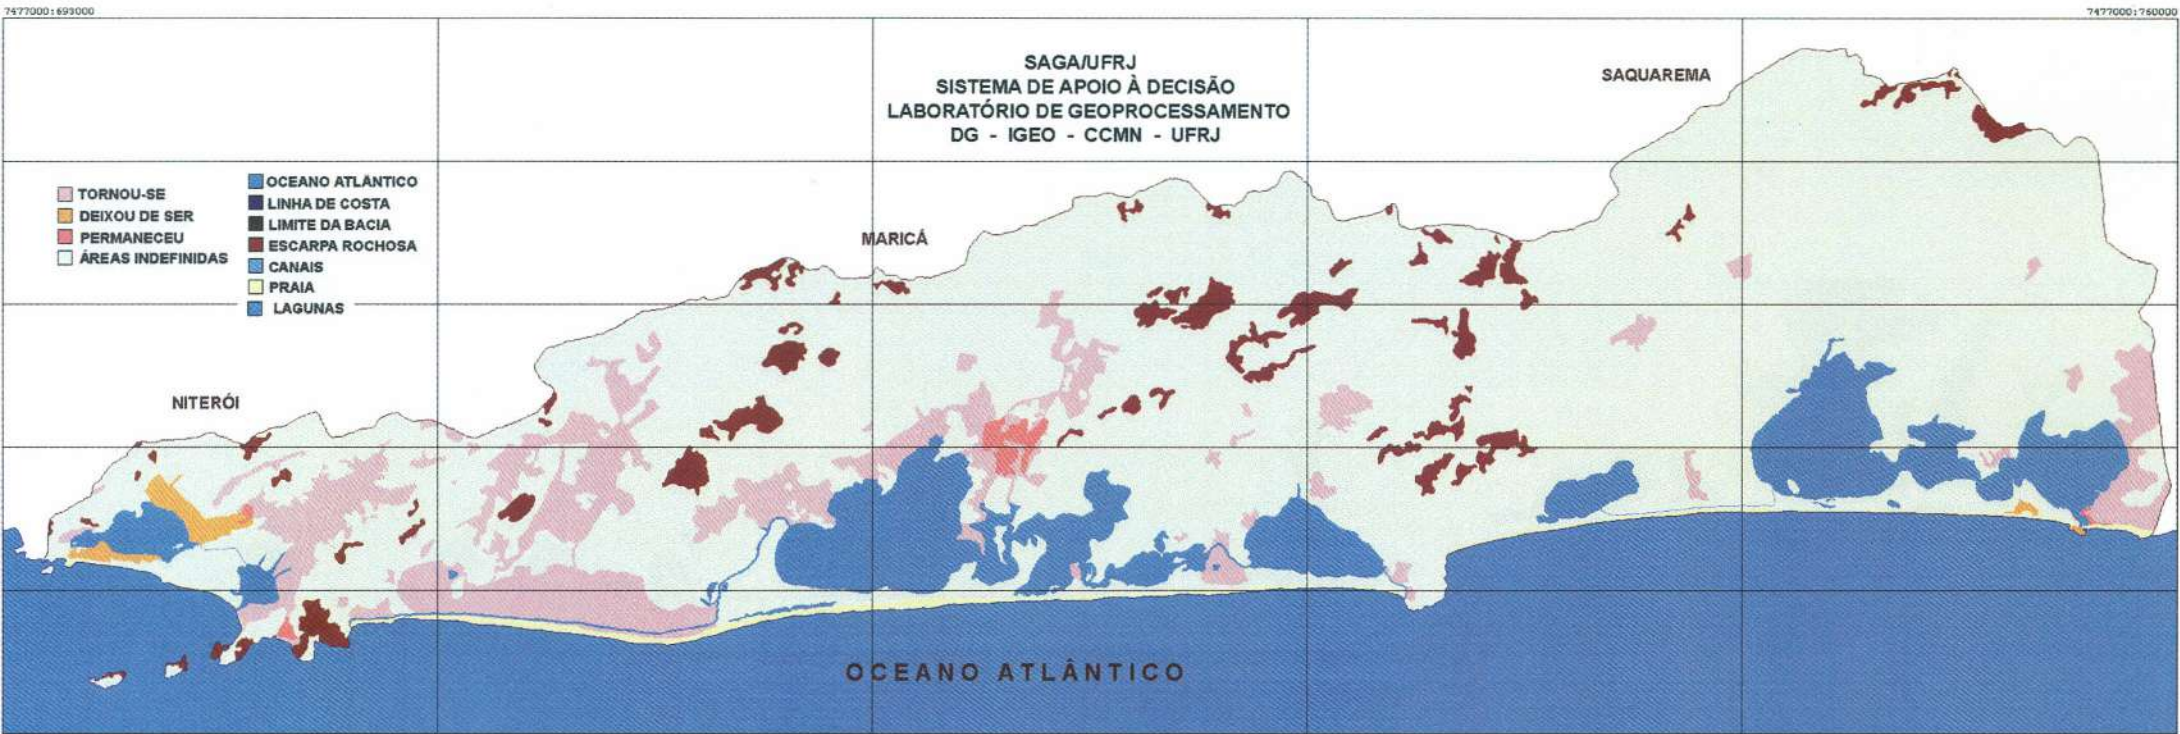 7477000:693000
7477000:760000
SAGA/UFRJ
SISTEMA DE APOIO À DECISÃO
LABORATÓRIO DE GEOPROCESSAMENTO
DG - IGEO - CCMN - UFRJ
SAQUAREMA
MARICÁ
NITERÓI
TORNOU-SE
DEIXOU DE SER
PERMANECEU
ÁREAS INDEFINIDAS
OCEANO ATLÂNTICO
LINHA DE COSTA
LIMITE DA BACIA
ESCARPA ROCHOSA
CANAIS
PRAIA
LAGUNAS
OCEANO ATLÂNTICO